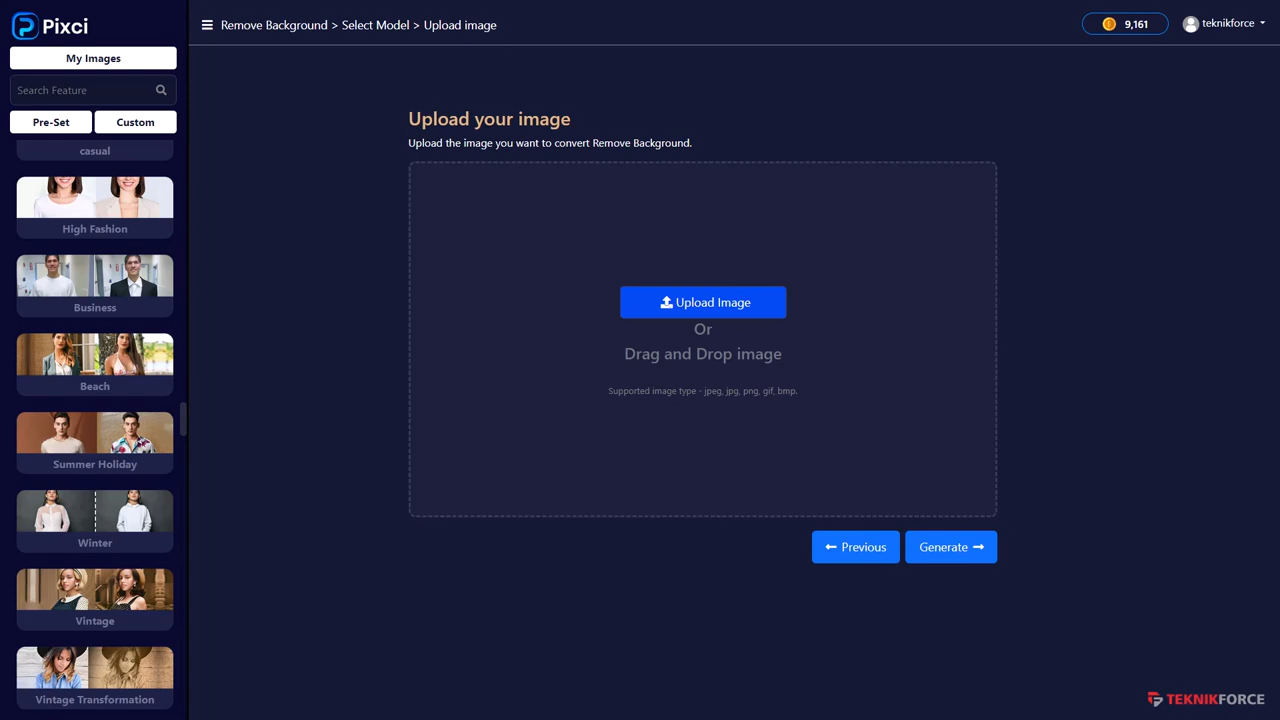 Pixci
My Images
Search Feature
Pre-Set
Custom
casual
High Fashion
Business
Beach
Summer Holiday
Winter
Vintage
Vintage Transformation
Remove Background > Select Model > Upload image
9,161
teknikforce
Upload your image
Upload the image you want to convert Remove Background.
Upload Image
Or
Drag and Drop image
Supported image type - jpeg, jpg, png, gif, bmp.
Previous
Generate
TEKNIKFORCE